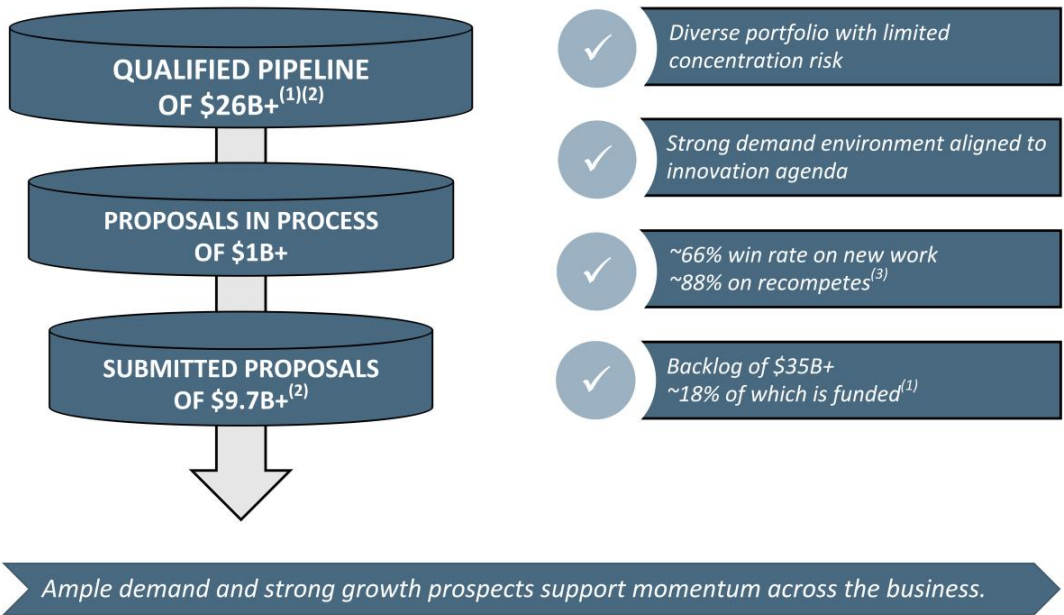 QUALIFIED PIPELINE
OF $26B+(1)(2)
PROPOSALS IN PROCESS
OF $1B+
SUBMITTED PROPOSALS
OF $9.7B+(2)
Diverse portfolio with limited
concentration risk
Strong demand environment aligned to
innovation agenda
~66% win rate on new work
~88% on recompetes(3)
Backlog of $35B+
~18% of which is funded(1)
Ample demand and strong growth prospects support momentum across the business.